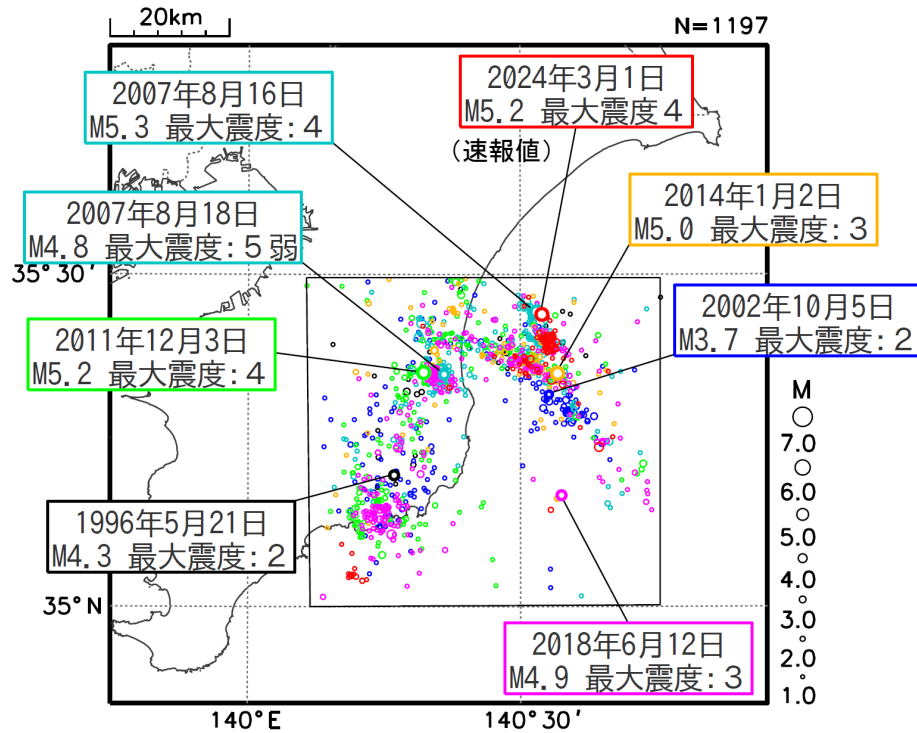 20km
N=1197
2007年8月16日
M5.3 最大震度:4
2024年3月1日
M5.2 最大震度4
(速報値)
2007年8月18日
M4.8 最大震度:5弱
2014年1月2日
M5.0 最大震度:3
35°30′
2002年10月5日
M3.7 最大震度:2
2011年12月3日
M5.2 最大震度:4
M
7.0
6.0
5.0
4.0
3.0
2.0
1.0
1996年5月21日
M4.3 最大震度:2
35°N
2018年6月12日
M4.9 最大震度:3
140°E
140°30′